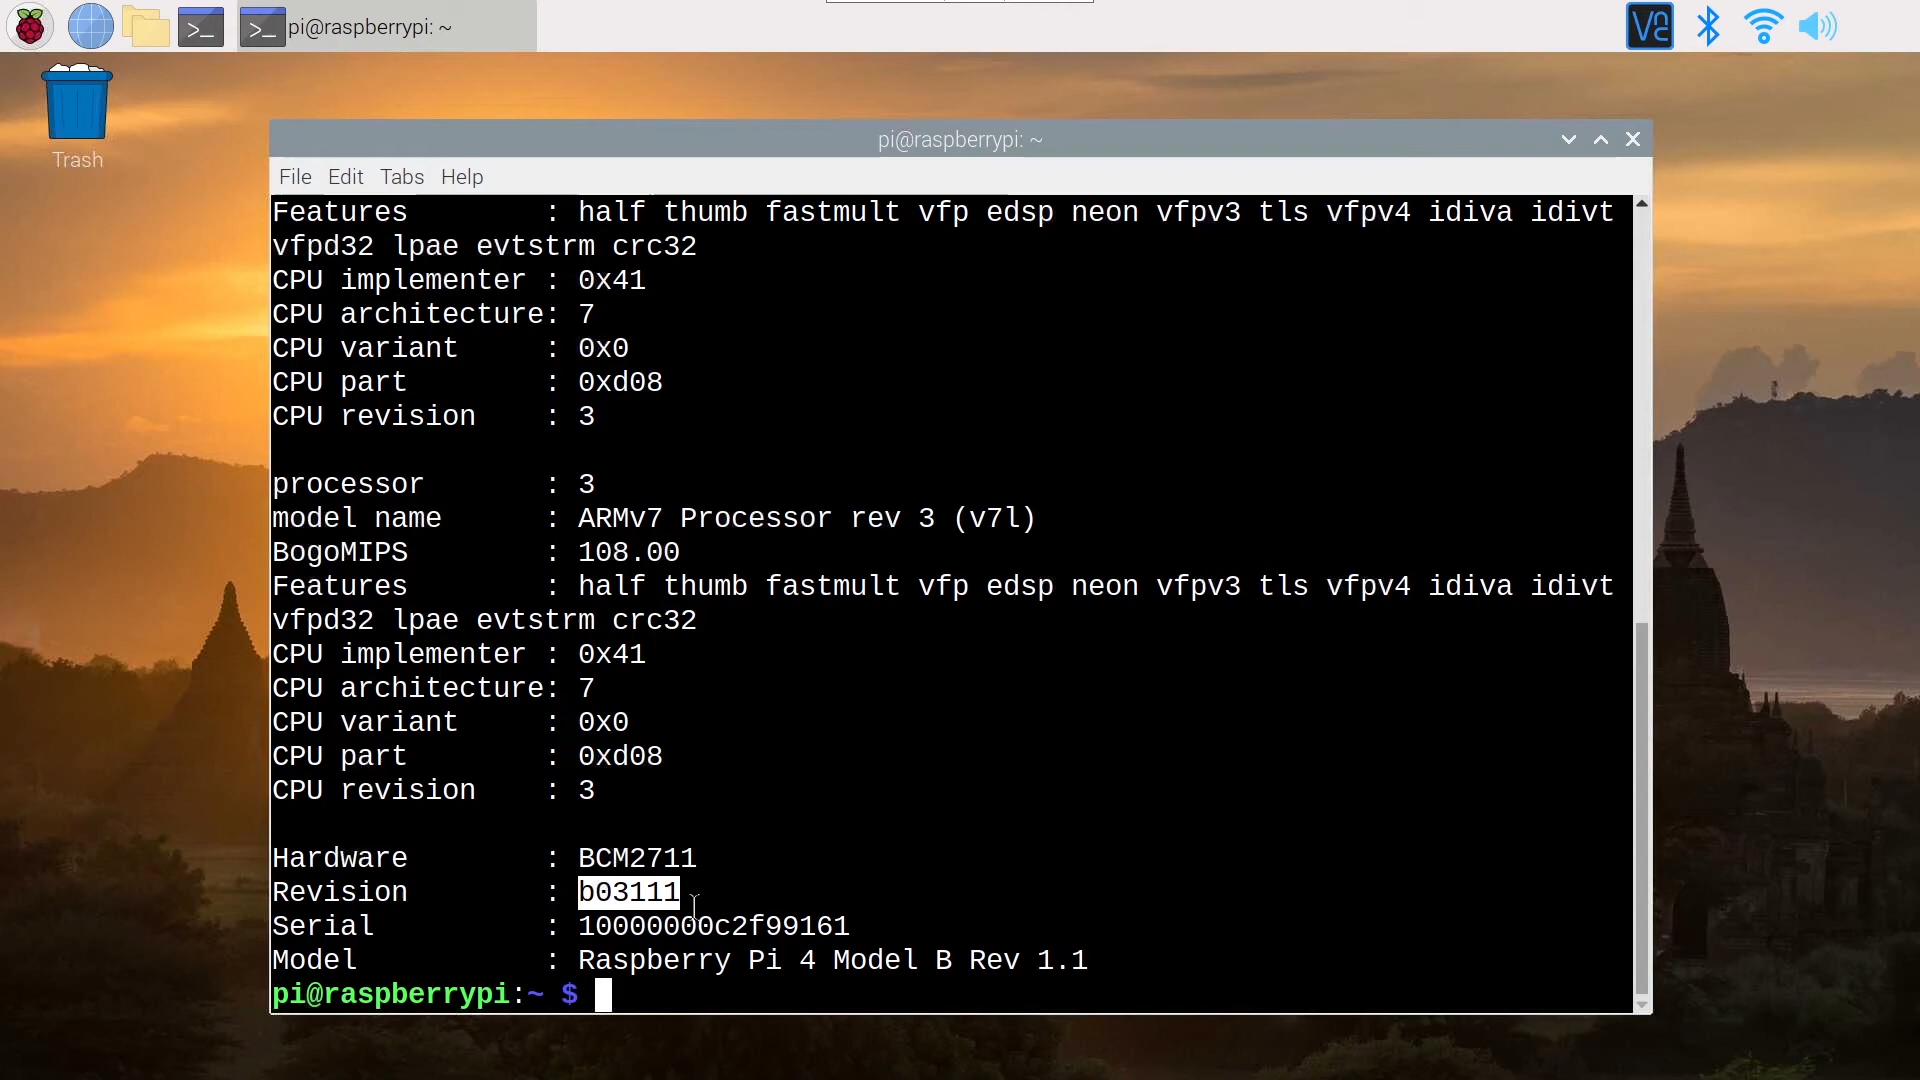 >_
>_ pi@raspberrypi: ~
VC
Trash
pi@raspberrypi: ~
File Edit Tabs Help
Features : half thumb fastmult vfp edsp neon vfpv3 tls vfpv4 idiva idivt
vfpd32 lpae evtstrm crc32
CPU implementer : 0x41
CPU architecture: 7
CPU variant : 0x0
CPU part : 0xd08
CPU revision : 3
processor : 3
model name : ARMv7 Processor rev 3 (v7l)
BogoMIPS : 108.00
Features : half thumb fastmult vfp edsp neon vfpv3 tls vfpv4 idiva idivt
vfpd32 lpae evtstrm crc32
CPU implementer : 0x41
CPU architecture: 7
CPU variant : 0x0
CPU part : 0xd08
CPU revision : 3
Hardware : BCM2711
Revision : b03111
Serial : 10000000c2f99161
Model : Raspberry Pi 4 Model B Rev 1.1
pi@raspberrypi:~ $